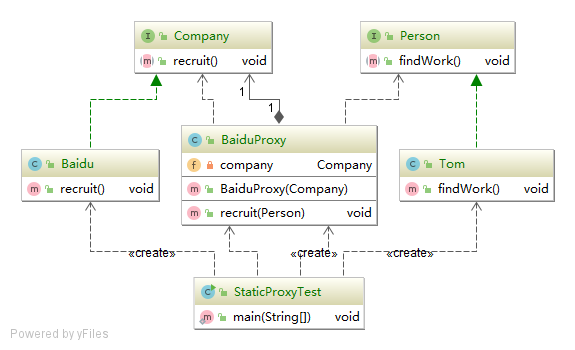 Company
recruit() void
Person
findWork() void
1
1
BaiduProxy
company Company
BaiduProxy(Company)
recruit(Person) void
Baidu
recruit() void
Tom
findWork() void
«create»
«create»
«create»
StaticProxyTest
main(String[]) void
Powered by yFiles